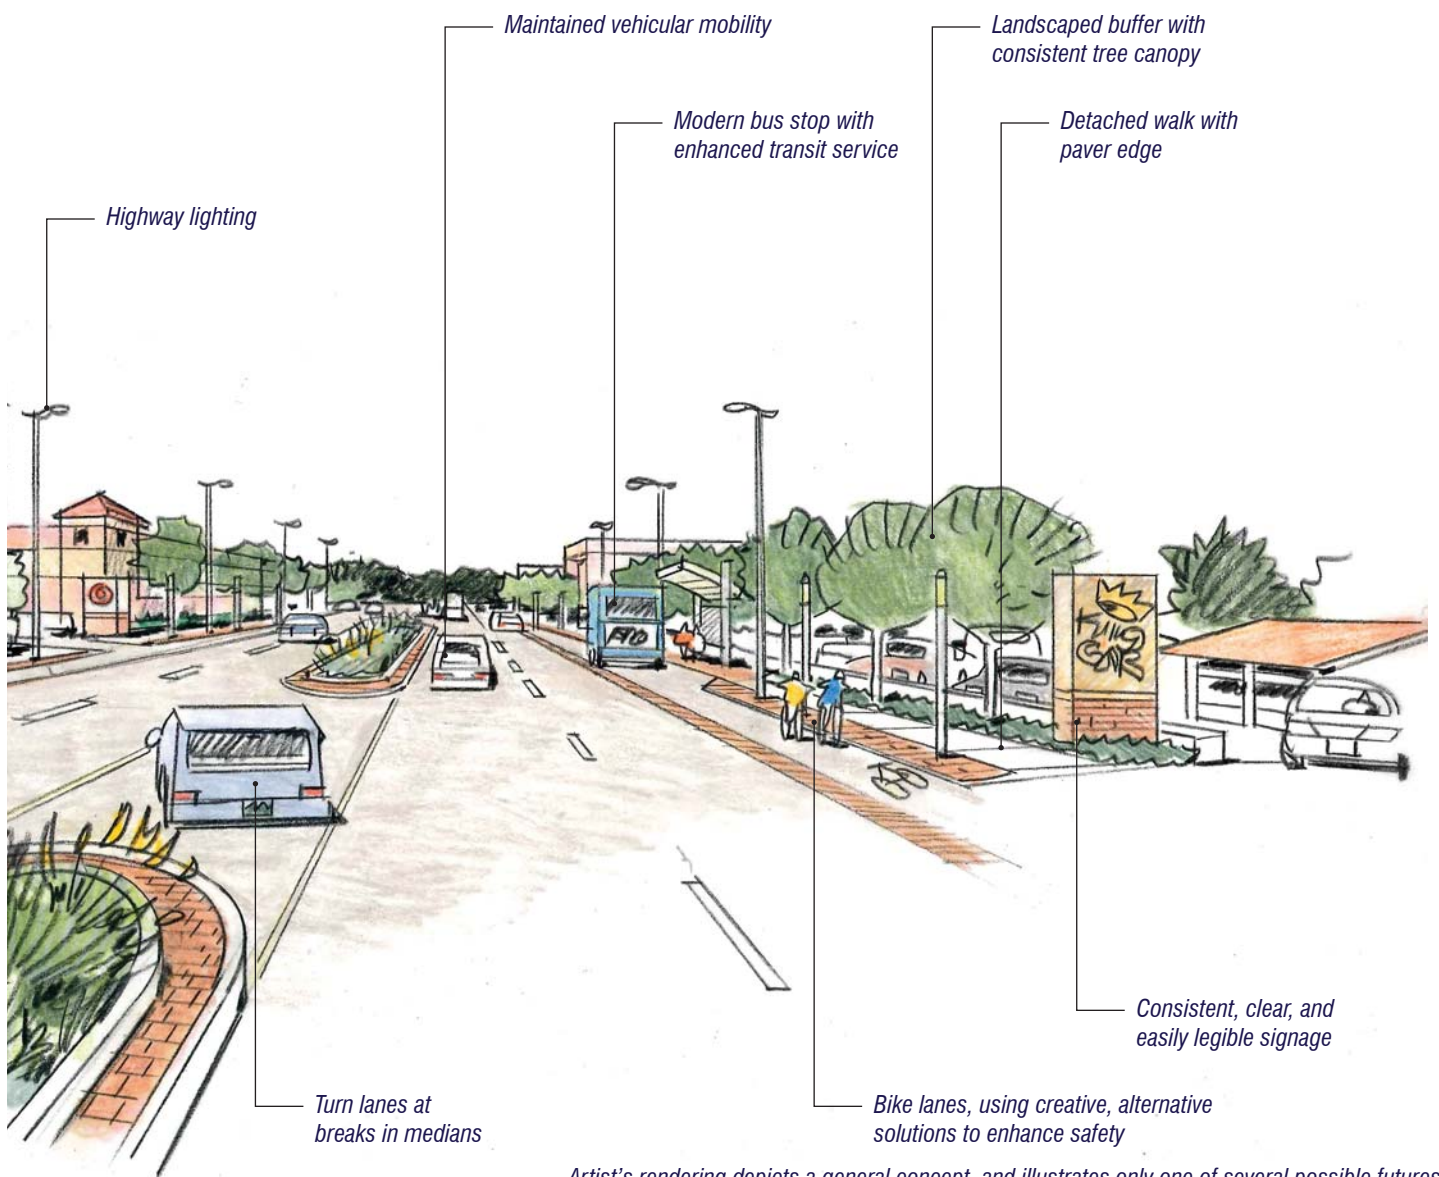 Maintained vehicular mobility
Landscaped buffer with
consistent tree canopy
Modern bus stop with
enhanced transit service
Detached walk with
paver edge
Highway lighting
Consistent, clear, and
easily legible signage
Turn lanes at
breaks in medians
Bike lanes, using creative, alternative
solutions to enhance safety
Artist's rendering depicts a general concept, and illustrates only one of several possible futures